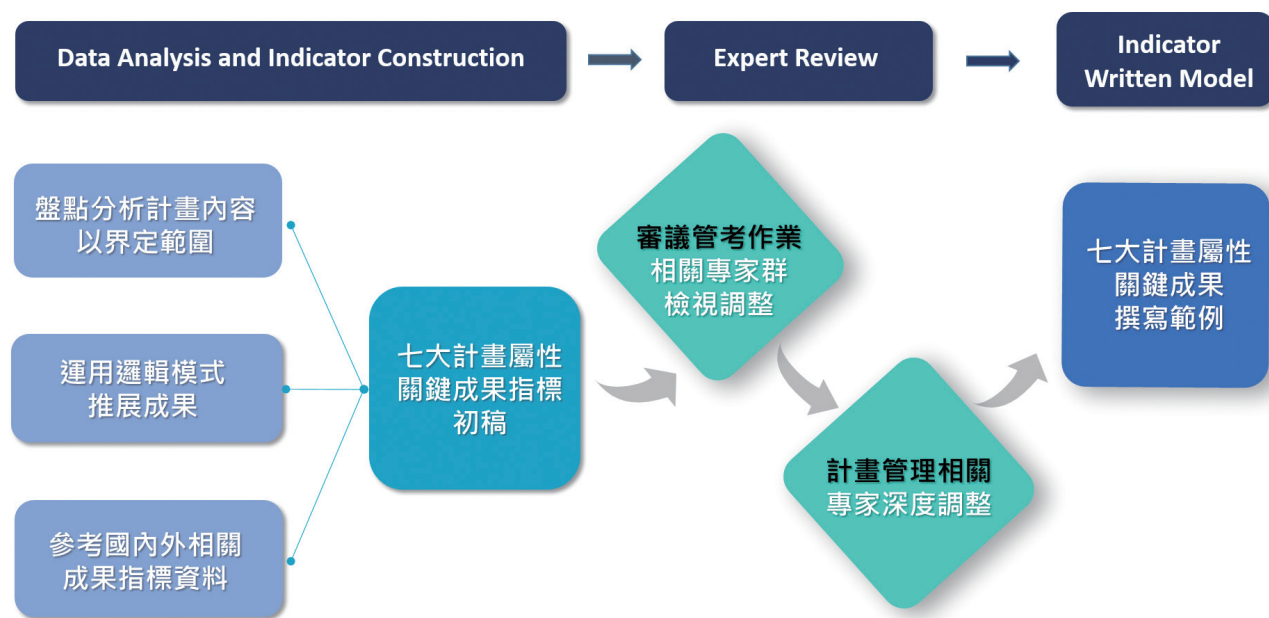 Data Analysis and Indicator Construction
Expert Review
Indicator
Written Model
盤點分析計畫內容
以界定範圍
運用邏輯模式
推展成果
參考國內外相關
成果指標資料
七大計畫屬性
關鍵成果指標
初稿
審議管考作業
相關專家群
檢視調整
計畫管理相關
專家深度調整
七大計畫屬性
關鍵成果
撰寫範例